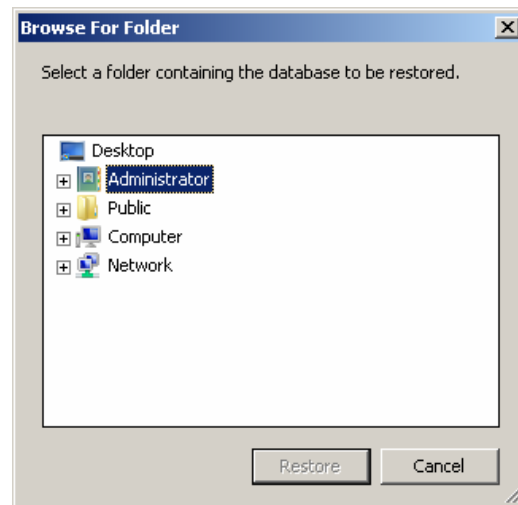 Browse For Folder
Select a folder containing the database to be restored.
Desktop
Administrator
Public
Computer
Network
Restore
Cancel